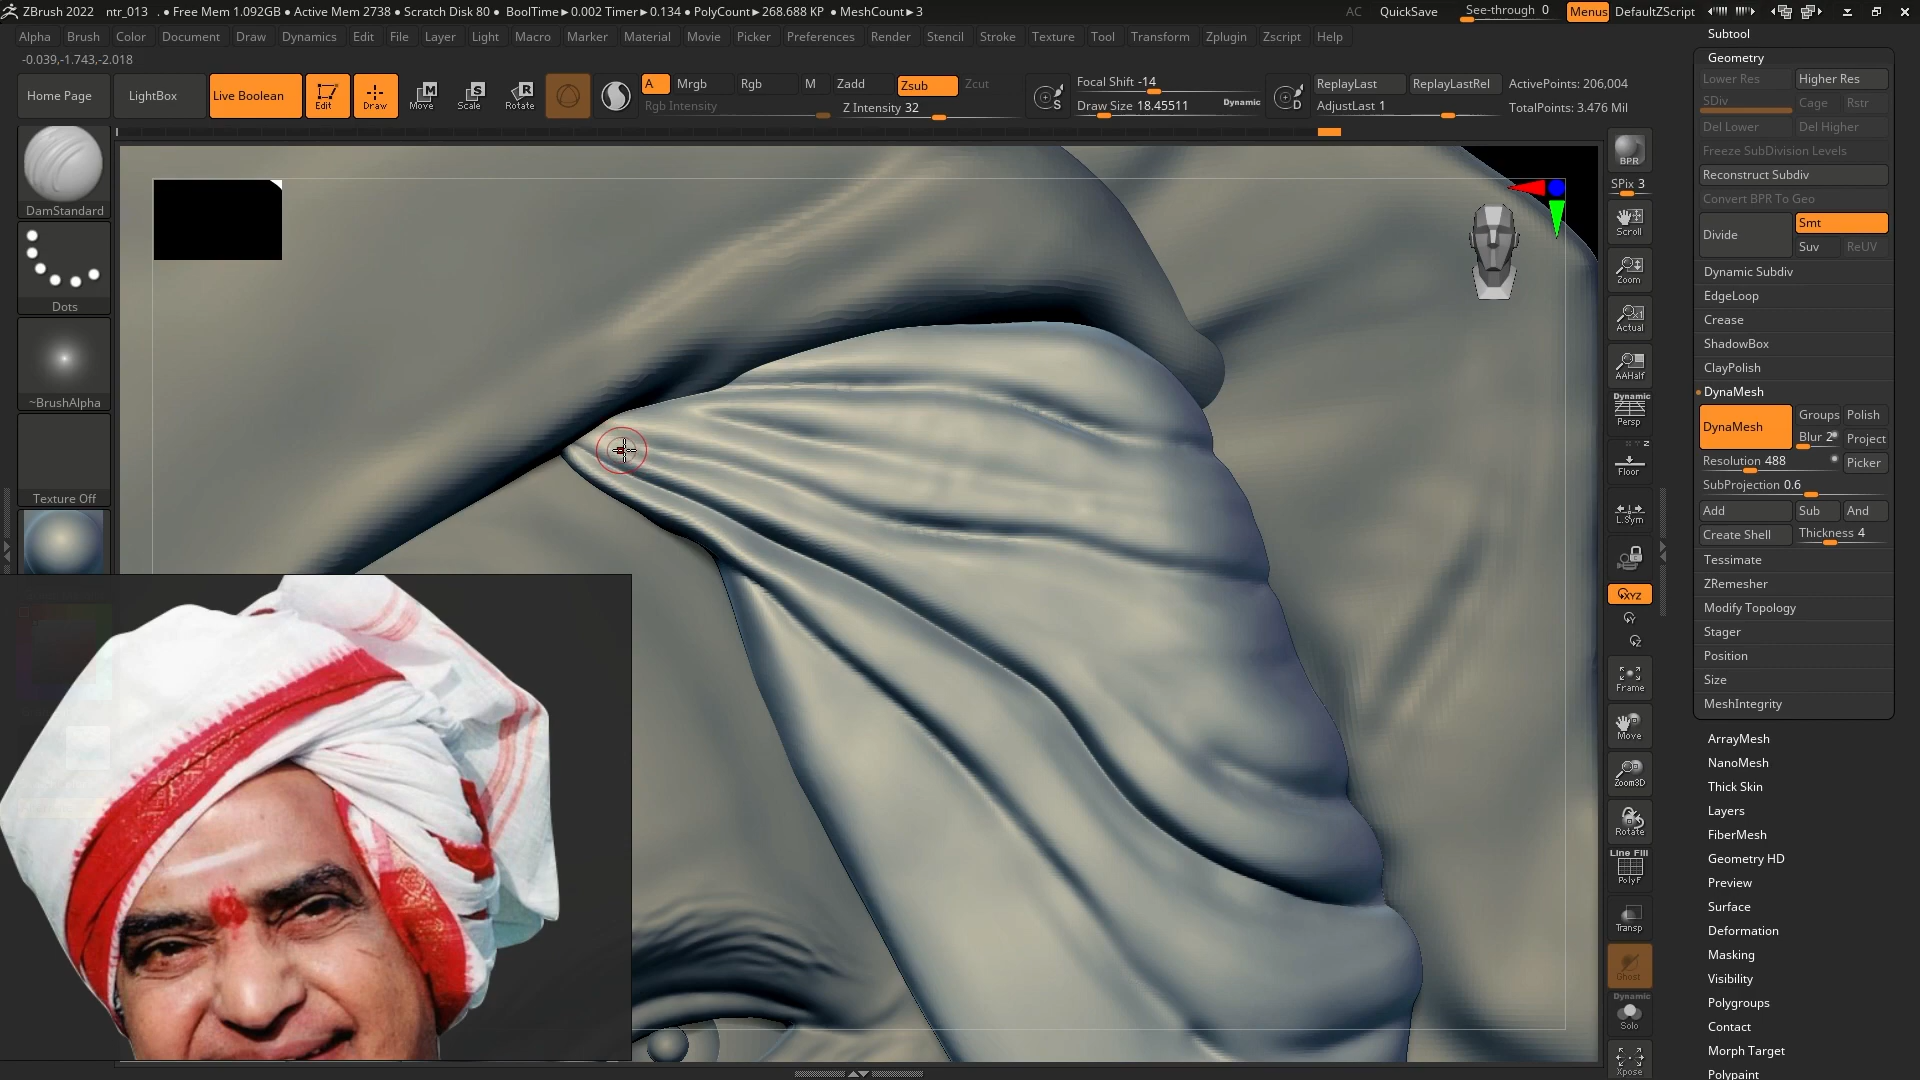 ZBrush 2022 ntr_013 . ● Free Mem 1.092GB ● Active Mem 2738 ● Scratch Disk 80 ● BoolTime►0.002 Timer►0.134 ● PolyCount►268.688 KP ● MeshCount►3 AC QuickSave See-through 0 Menus DefaultZScript
Alpha Brush Color Document Draw Dynamics Edit File Layer Light Macro Marker Material Movie Picker Preferences Render Stencil Stroke Texture Tool Transform Zplugin Zscript Help
-0.039,-1.743,-2.018
Home Page LightBox Live Boolean Edit Draw Move Scale Rotate
M S R
A Mrgb Rgb M Zadd Zsub Zcut
Rgb Intensity Z Intensity 32
S Focal Shift -14
Draw Size 18.45511 Dynamic
D ReplayLast ReplayLastRel ActivePoints: 206,004
AdjustLast 1 TotalPoints: 3.476 Mil
DamStandard
Dots
~BrushAlpha
Texture Off
BPR
SPix 3
Scroll
Zoom
Actual
AAHalf
Dynamic
Persp
Floor
L.Sym
XYZ
Y
Z
Frame
Move
Zoom3D
Rotate
Line Fill
PolyF
Transp
Ghost
Dynamic
Solo
Xpose
Subtool
Geometry
Lower Res Higher Res
SDiv Cage Rstr
Del Lower Del Higher
Freeze SubDivision Levels
Reconstruct Subdiv
Convert BPR To Geo
Divide Smt
Suv ReUV
Dynamic Subdiv
EdgeLoop
Crease
ShadowBox
ClayPolish
DynaMesh
DynaMesh Groups Polish
Blur 2 Project
Resolution 488 Picker
SubProjection 0.6
Add Sub And
Create Shell Thickness 4
Tessimate
ZRemesher
Modify Topology
Stager
Position
Size
MeshIntegrity
ArrayMesh
NanoMesh
Thick Skin
Layers
FiberMesh
Geometry HD
Preview
Surface
Deformation
Masking
Visibility
Polygroups
Contact
Morph Target
Polypaint